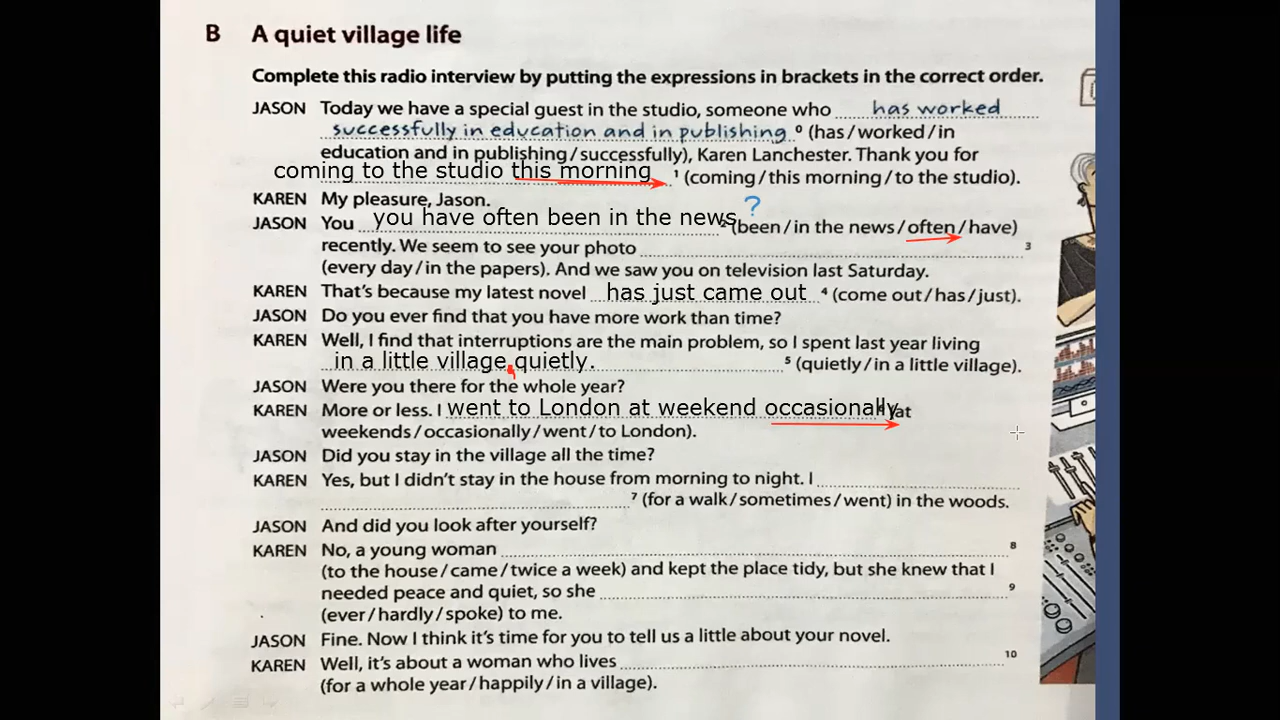 B A quiet village life
Complete this radio interview by putting the expressions in brackets in the correct order.
JASON Today we have a special guest in the studio, someone who has worked
successfully in education and in publishing 0 (has/worked/in
education and in publishing/successfully), Karen Lanchester. Thank you for
coming to the studio this morning 1 (coming/this morning/to the studio).
KAREN My pleasure, Jason.
JASON You you have often been in the news ? 2 (been/in the news/often/have)
recently. We seem to see your photo 3
(every day/in the papers). And we saw you on television last Saturday.
KAREN That's because my latest novel has just came out 4 (come out/has/just).
JASON Do you ever find that you have more work than time?
KAREN Well, I find that interruptions are the main problem, so I spent last year living
in a little village,quietly. 5 (quietly/in a little village).
JASON Were you there for the whole year?
KAREN More or less. I went to London at weekend occasionally (at
weekends/occasionally/went/to London).
JASON Did you stay in the village all the time?
KAREN Yes, but I didn't stay in the house from morning to night. I
7 (for a walk/sometimes/went) in the woods.
JASON And did you look after yourself?
KAREN No, a young woman 8
(to the house/came/twice a week) and kept the place tidy, but she knew that I
needed peace and quiet, so she 9
(ever/hardly/spoke) to me.
JASON Fine. Now I think it's time for you to tell us a little about your novel.
KAREN Well, it's about a woman who lives 10
(for a whole year/happily/in a village).